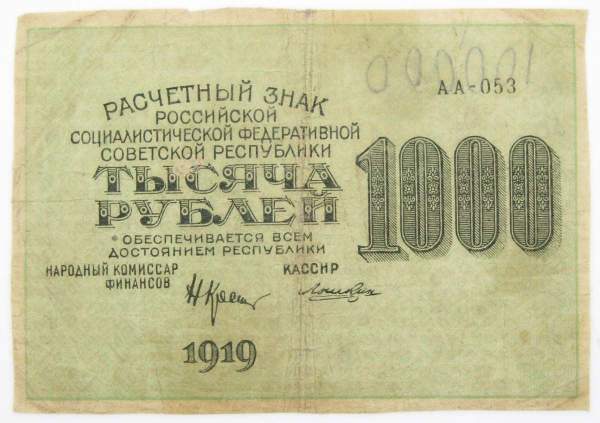 000001
АА-053
РАСЧЕТНЫЙ ЗНАК
РОССИЙСКОЙ
СОЦИАЛИСТИЧЕСКОЙ ФЕДЕРАТИВНОЙ
СОВЕТСКОЙ РЕСПУБЛИКИ
ТЫСЯЧА
РУБЛЕЙ
1000
ОБЕСПЕЧИВАЕТСЯ ВСЕМ
ДОСТОЯНИЕМ РЕСПУБЛИКИ
НАРОДНЫЙ КОМИССАР
ФИНАНСОВ
КАССИР
1919